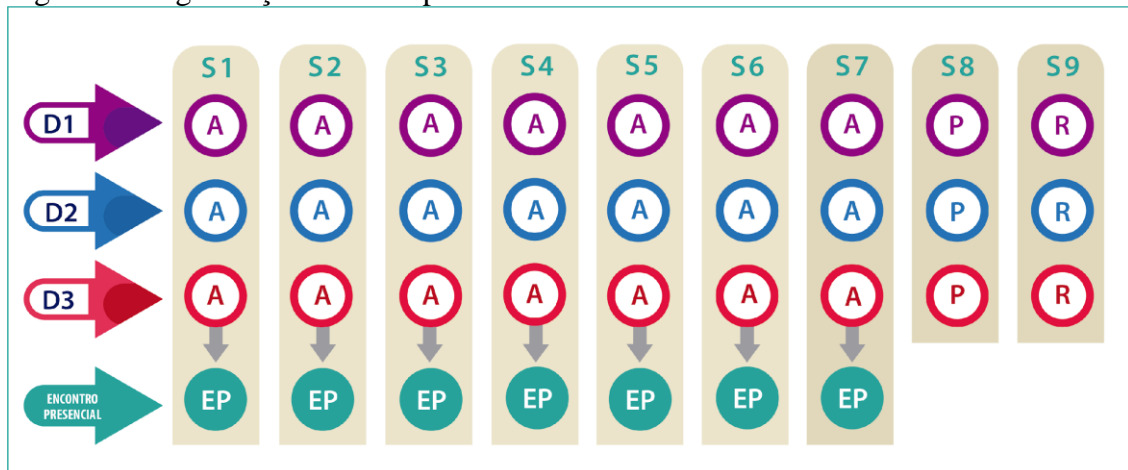 S1 S2 S3 S4 S5 S6 S7 S8 S9
D1 A A A A A A A P R
D2 A A A A A A A P R
D3 A A A A A A A P R
ENCONTRO
PRESENCIAL
EP EP EP EP EP EP EP